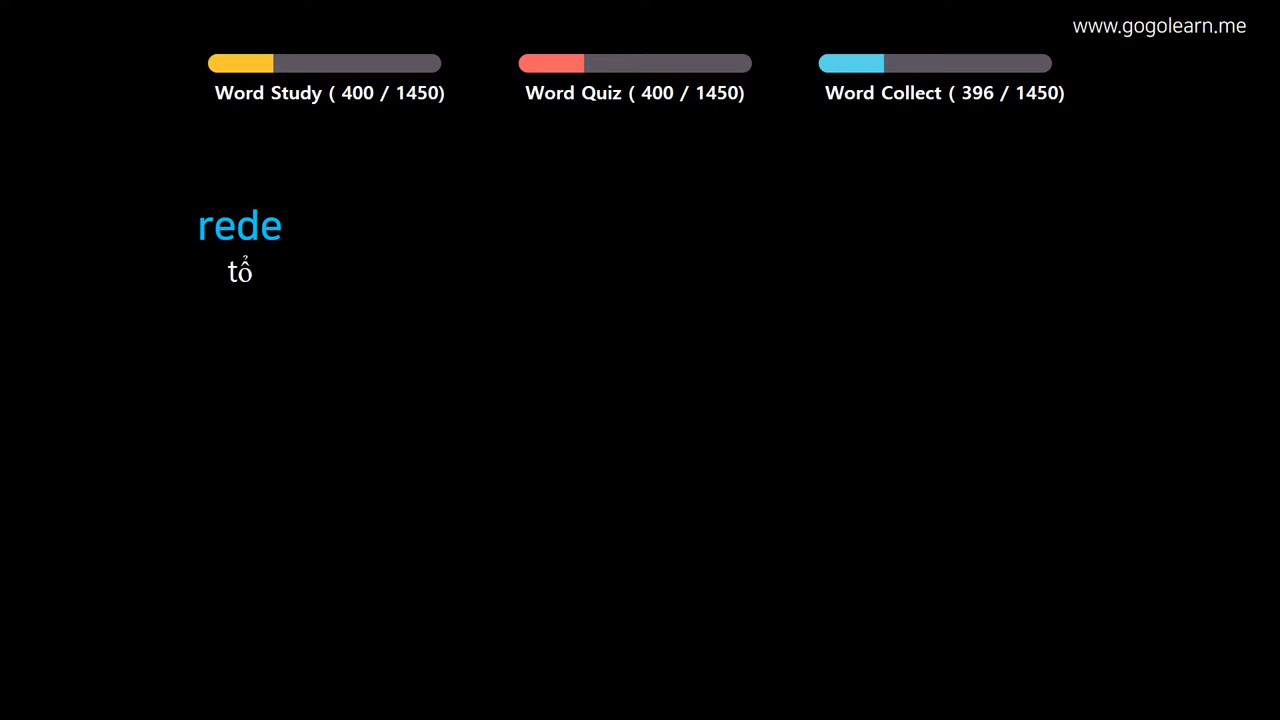 www.gogolearn.me
Word Study ( 400 / 1450)
Word Quiz ( 400 / 1450)
Word Collect ( 396 / 1450)
rede
tổ